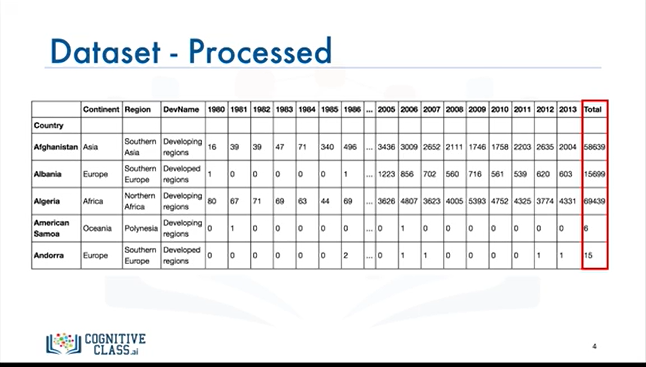 Dataset - Processed
Continent Region DevName 1980 1981 1982 1983 1984 1985 1986 ... 2005 2006 2007 2008 2009 2010 2011 2012 2013 Total
Country
Afghanistan Asia Southern Asia Developing regions 16 39 39 47 71 340 496 ... 3436 3009 2652 2111 1746 1758 2203 2635 2004 58639
Albania Europe Southern Europe Developed regions 1 0 0 0 0 0 1 ... 1223 856 702 560 716 561 539 620 603 15699
Algeria Africa Northern Africa Developing regions 80 67 71 69 63 44 69 ... 3626 4807 3623 4005 5393 4752 4325 3774 4331 69439
American Samoa Oceania Polynesia Developing regions 0 1 0 0 0 0 0 ... 0 1 0 0 0 0 0 0 0 6
Andorra Europe Southern Europe Developed regions 0 0 0 0 0 0 2 ... 0 1 1 0 0 0 0 1 1 15
COGNITIVE
CLASS.ai
4